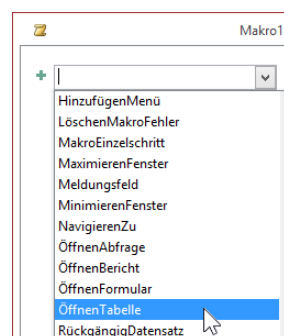 Makro1
HinzufügenMenü
LöschenMakroFehler
MakroEinzelschritt
MaximierenFenster
Meldungsfeld
MinimierenFenster
NavigierenZu
ÖffnenAbfrage
ÖffnenBericht
ÖffnenFormular
ÖffnenTabelle
RückgängigDatensatz